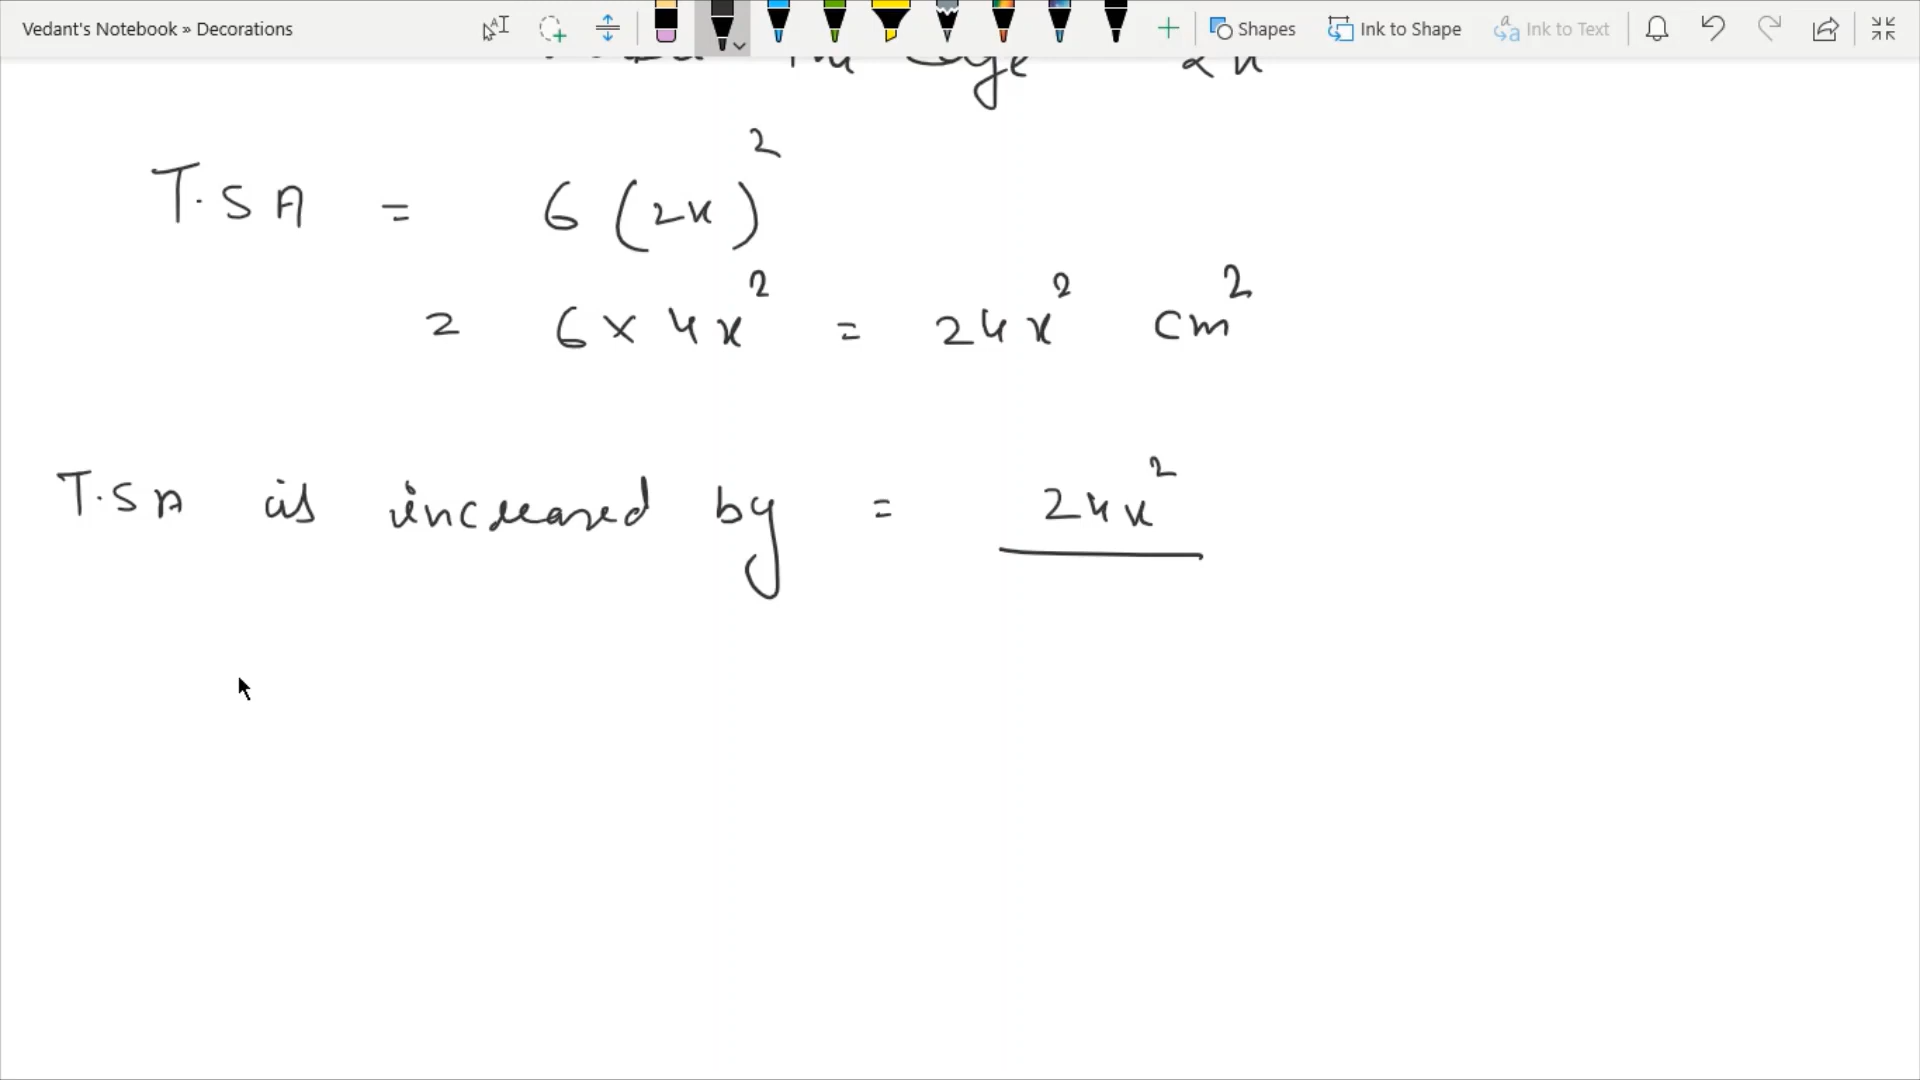 Vedant's Notebook » Decorations Shapes Ink to Shape Ink to Text
2x
T.SA = 6 (2x)²
= 6 × 4x² = 24x² cm²
T.SA is increased by = 24x²